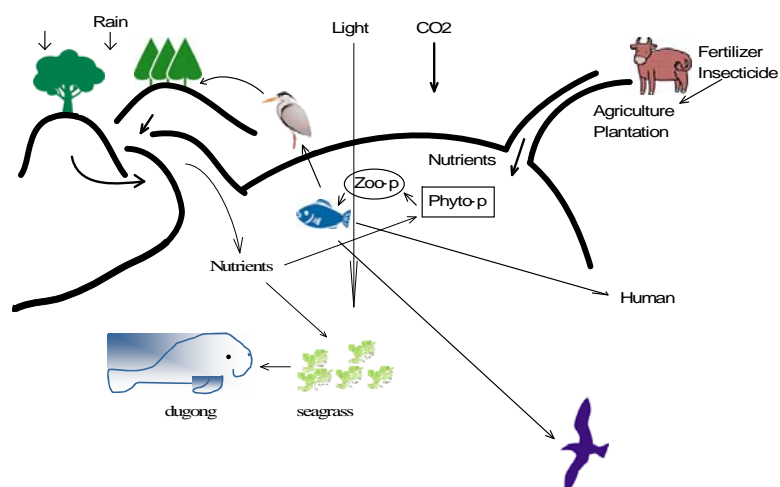 Rain
Light
CO2
Fertilizer
Insecticide
Agriculture
Plantation
Nutrients
Zoo-p
Phyto-p
Nutrients
Human
dugong
seagrass